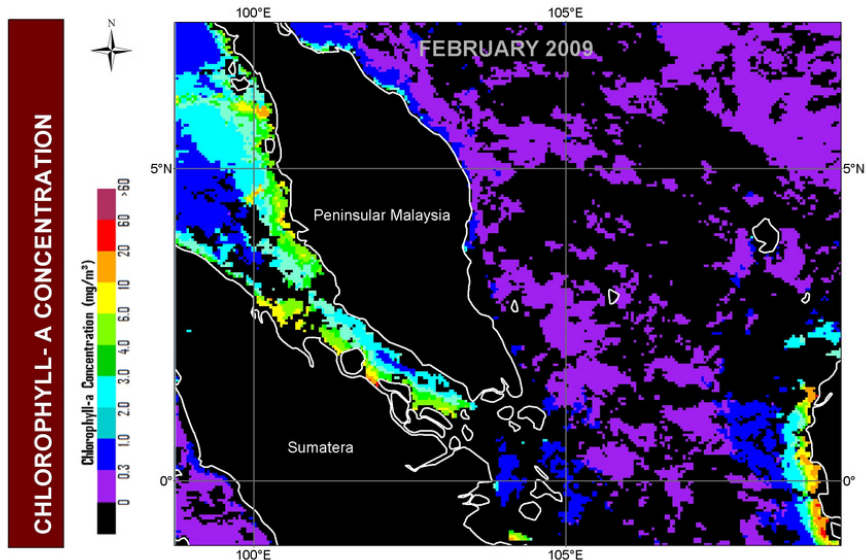 N
100°E
105°E
FEBRUARY 2009
CHLOROPHYLL- A CONCENTRATION
Chlorophyll-a Concentration (mg/m³)
>60
60
20
10
6.0
4.0
3.0
2.0
1.0
0.3
0
5°N
5°N
Peninsular Malaysia
Sumatera
0°
0°
100°E
105°E